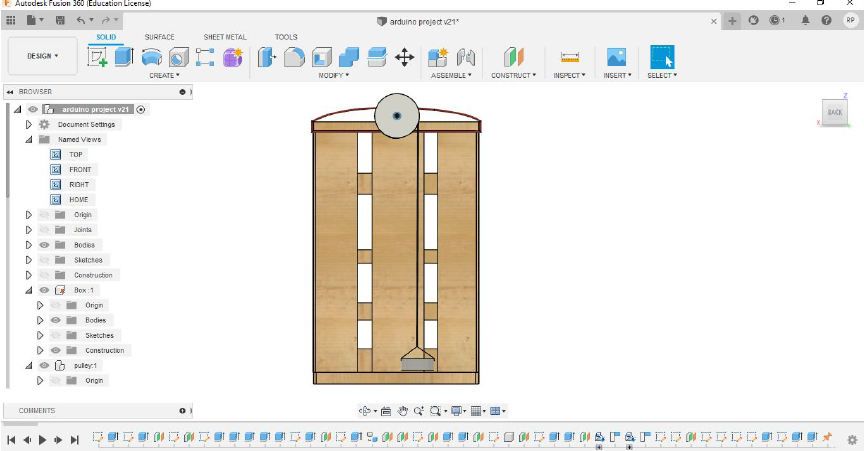 Autodesk Fusion 360 (Education License)
arduino project v21*
1
RP
DESIGN
SOLID
SURFACE
SHEET METAL
TOOLS
CREATE
MODIFY
ASSEMBLE
CONSTRUCT
INSPECT
INSERT
SELECT
BROWSER
arduino project v21
Document Settings
Named Views
TOP
FRONT
RIGHT
HOME
Origin
Joints
Bodies
Sketches
Construction
Box :1
Origin
Bodies
Sketches
Construction
pulley:1
Origin
Z
BACK
X
COMMENTS